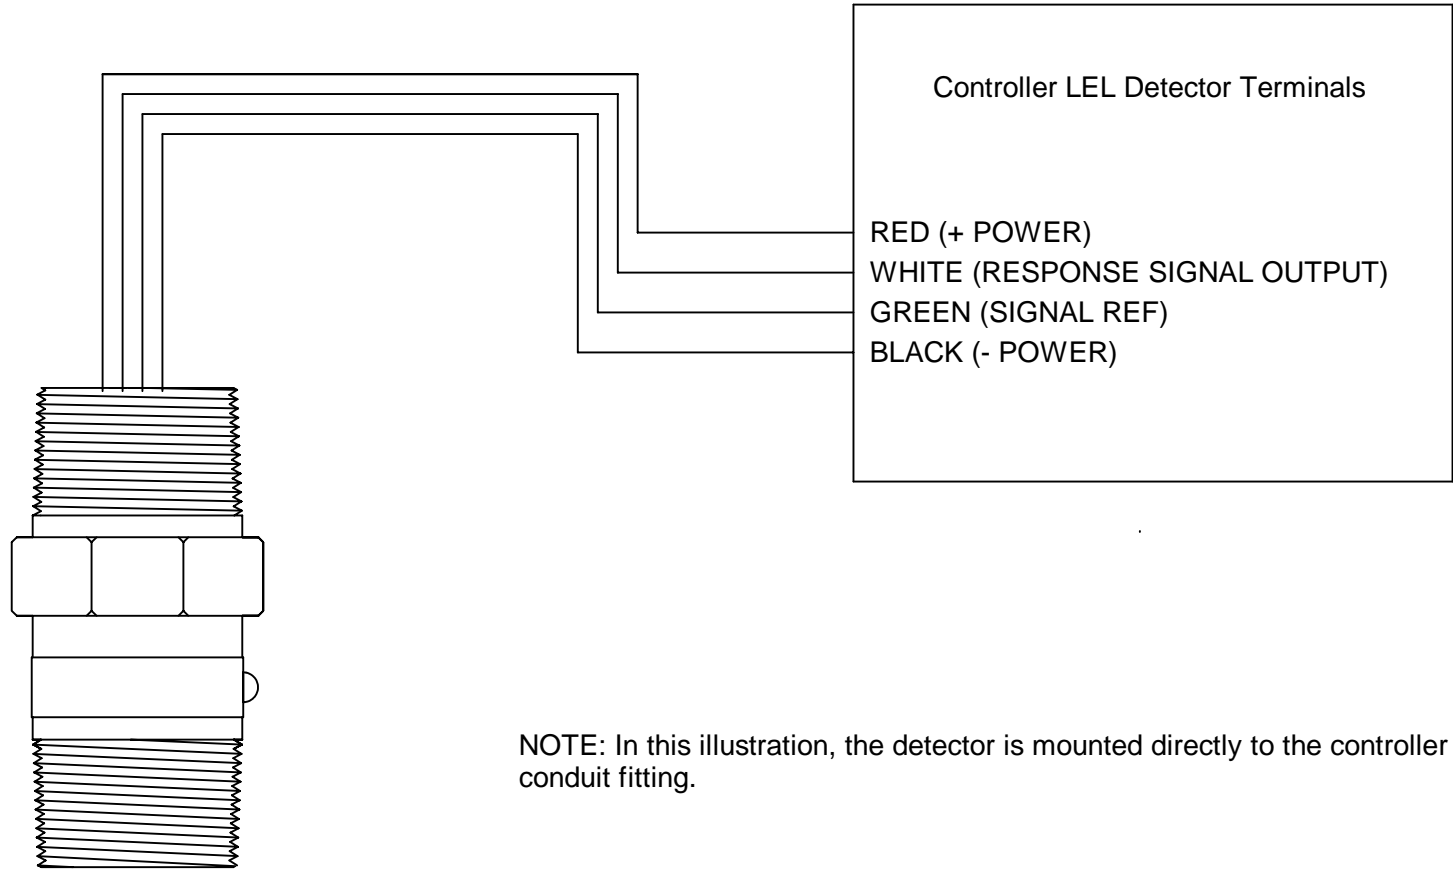 Controller LEL Detector Terminals
RED (+ POWER)
WHITE (RESPONSE SIGNAL OUTPUT)
GREEN (SIGNAL REF)
BLACK (- POWER)
NOTE: In this illustration, the detector is mounted directly to the controller
conduit fitting.